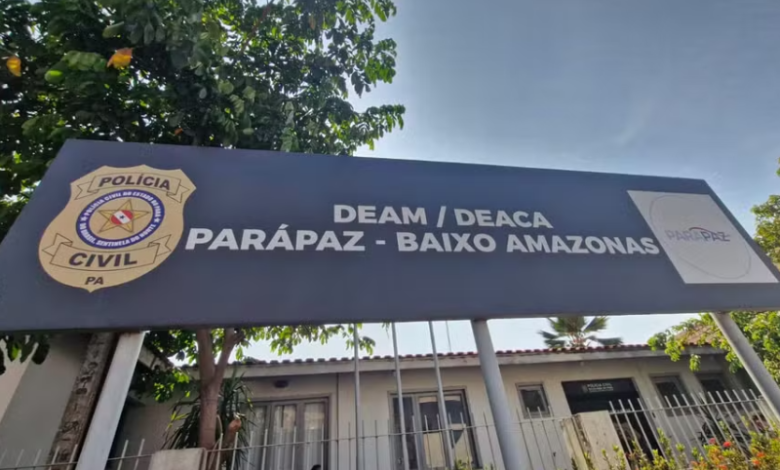 POLÍCIA
CIVIL
PA
DEAM / DEACA
PARÁPAZ - BAIXO AMAZONAS
PARÁPAZ